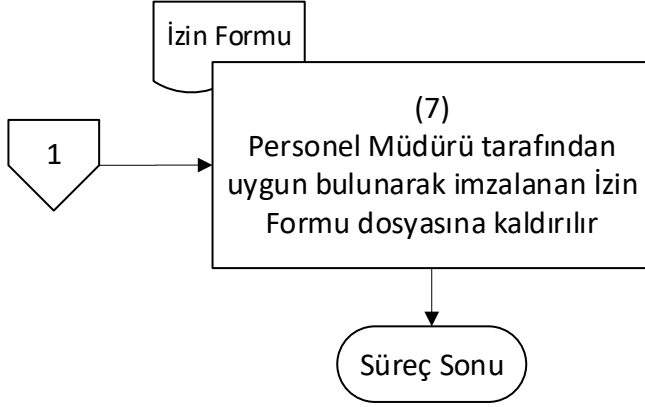 İzin Formu
1
(7)
Personel Müdürü tarafından
uygun bulunarak imzalanan İzin
Formu dosyasına kaldırılır
Süreç Sonu